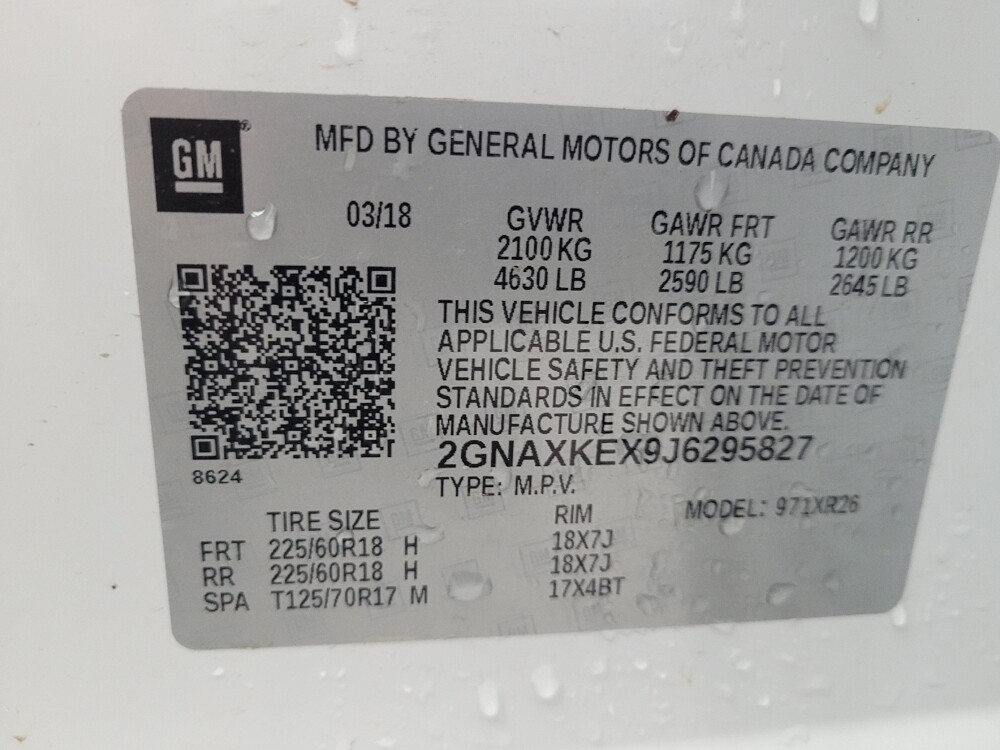 GM
MFD BY GENERAL MOTORS OF CANADA COMPANY
03/18 GVWR GAWR FRT GAWR RR
2100 KG 1175 KG 1200 KG
4630 LB 2590 LB 2645 LB
THIS VEHICLE CONFORMS TO ALL
APPLICABLE U.S. FEDERAL MOTOR
VEHICLE SAFETY AND THEFT PREVENTION
STANDARDS IN EFFECT ON THE DATE OF
MANUFACTURE SHOWN ABOVE.
2GNAXKEX9J6295827
8624
TYPE: M.P.V. MODEL: 971XR26
TIRE SIZE RIM
FRT 225/60R18 H 18X7J
RR 225/60R18 H 18X7J
SPA T125/70R17 M 17X4BT